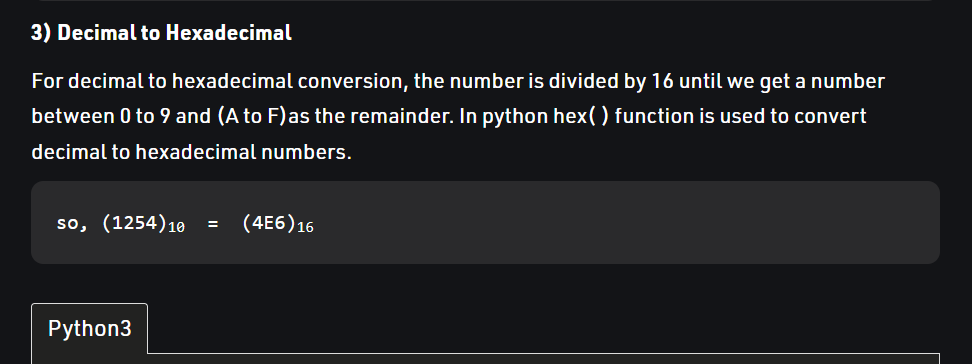 3) Decimal to Hexadecimal
For decimal to hexadecimal conversion, the number is divided by 16 until we get a number
between 0 to 9 and (A to F)as the remainder. In python hex( ) function is used to convert
decimal to hexadecimal numbers.
so, (1254)₁₀ = (4E6)₁₆
Python3